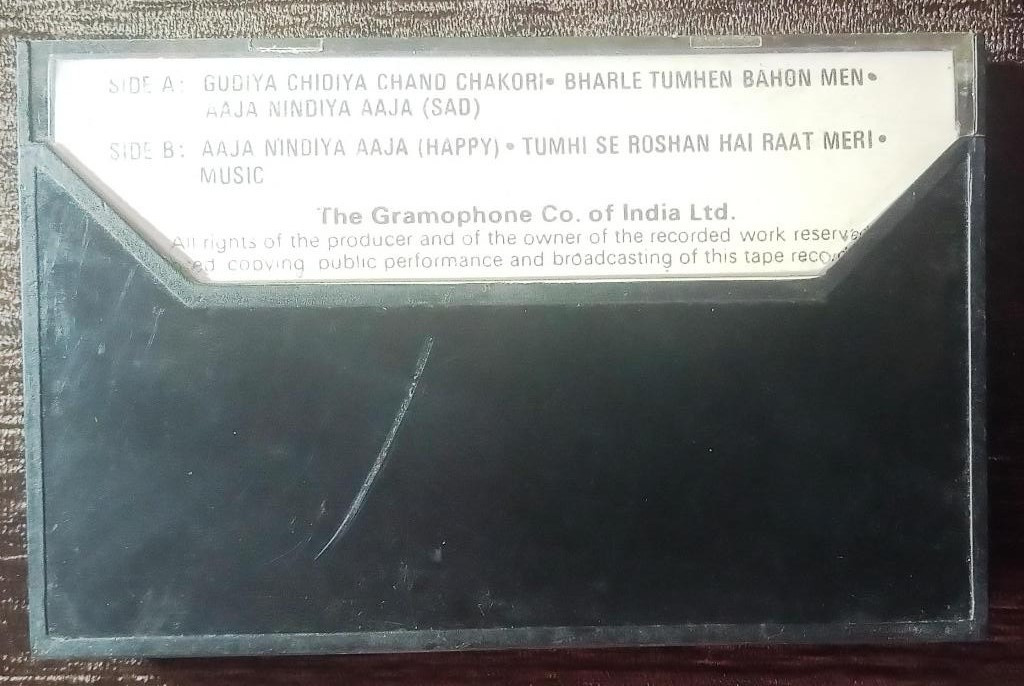 SIDE A: GUDIYA CHIDIYA CHAND CHAKORI• BHARLE TUMHEN BAHON MEN•
AAJA NINDIYA AAJA (SAD)
SIDE B: AAJA NINDIYA AAJA (HAPPY) • TUMHI SE ROSHAN HAI RAAT MERI •
MUSIC
The Gramophone Co. of India Ltd.
All rights of the producer and of the owner of the recorded work
copying public performance and broadcasting of this tape